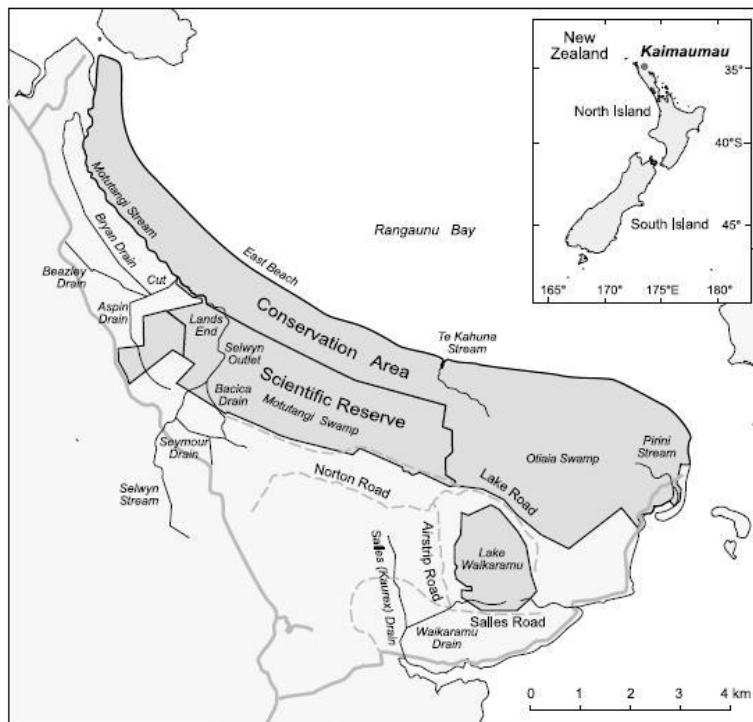 New
Zealand
Kaimaumau
35°
North Island
40°S
South Island
45°
165°
170°E
175°E
180°
Motutangi Stream
Bryan Drain
Rangaunu Bay
East Beach
Beazley
Drain
Cut
Aspin
Drain
Lands
End
Conservation Area
Te Kahuna
Stream
Selwyn
Outlet
Scientific Reserve
Bacica
Drain
Motutangi Swamp
Otiaia Swamp
Pirini
Stream
Seymour
Drain
Selwyn
Stream
Norton Road
Lake Road
Airstrip Road
Lake
Waikaramu
Salles (Kaurex) Drain
Salles Road
Waikaramu
Drain
0 1 2 3 4 km